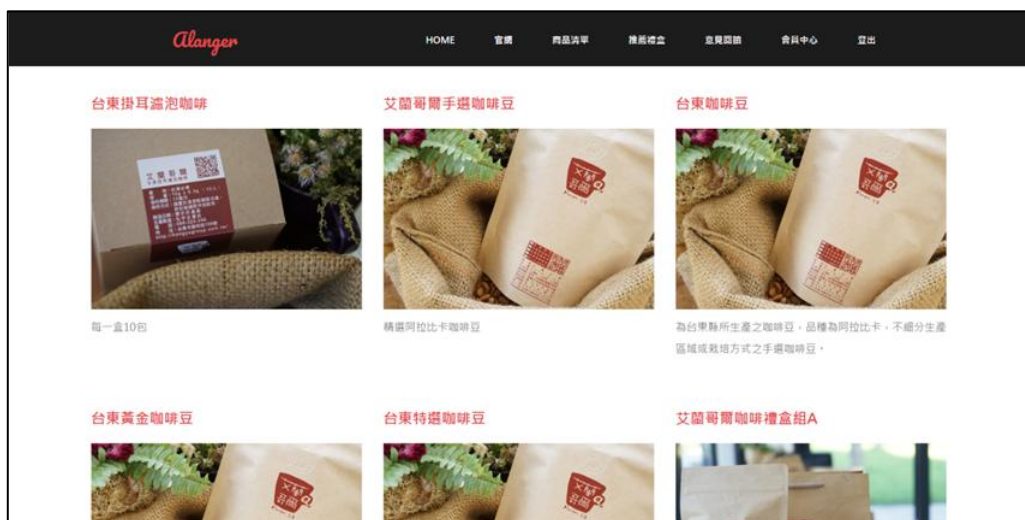 Alanger
HOME 官網 商品清單 推薦禮盒 意見回饋 會員中心 登出
台東掛耳濾泡咖啡 艾蘭哥爾手選咖啡豆 台東咖啡豆
艾蘭哥爾
每一盒10包 精選阿拉比卡咖啡豆 為台東縣所生產之咖啡豆，品種為阿拉比卡，不細分生產
區域或栽培方式之手選咖啡豆。
台東黃金咖啡豆 台東特選咖啡豆 艾蘭哥爾咖啡禮盒組A